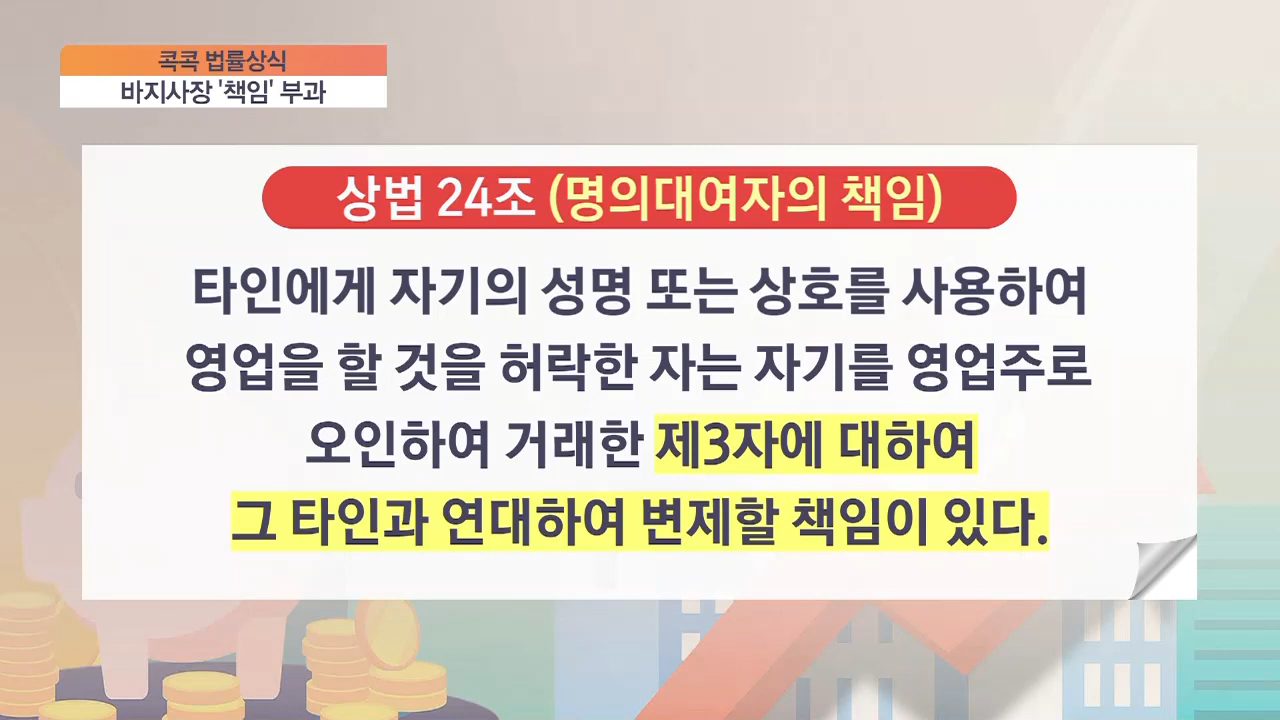 콕콕 법률상식
바지사장 '책임' 부과
상법 24조 (명의대여자의 책임)
타인에게 자기의 성명 또는 상호를 사용하여
영업을 할 것을 허락한 자는 자기를 영업주로
오인하여 거래한 제3자에 대하여
그 타인과 연대하여 변제할 책임이 있다.